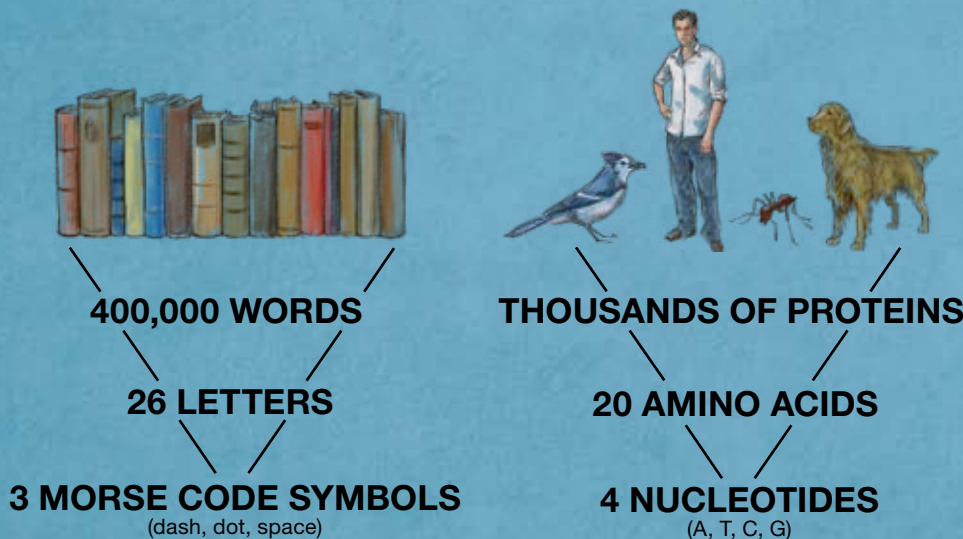 400,000 WORDS
26 LETTERS
3 MORSE CODE SYMBOLS
(dash, dot, space)
THOUSANDS OF PROTEINS
20 AMINO ACIDS
4 NUCLEOTIDES
(A, T, C, G)